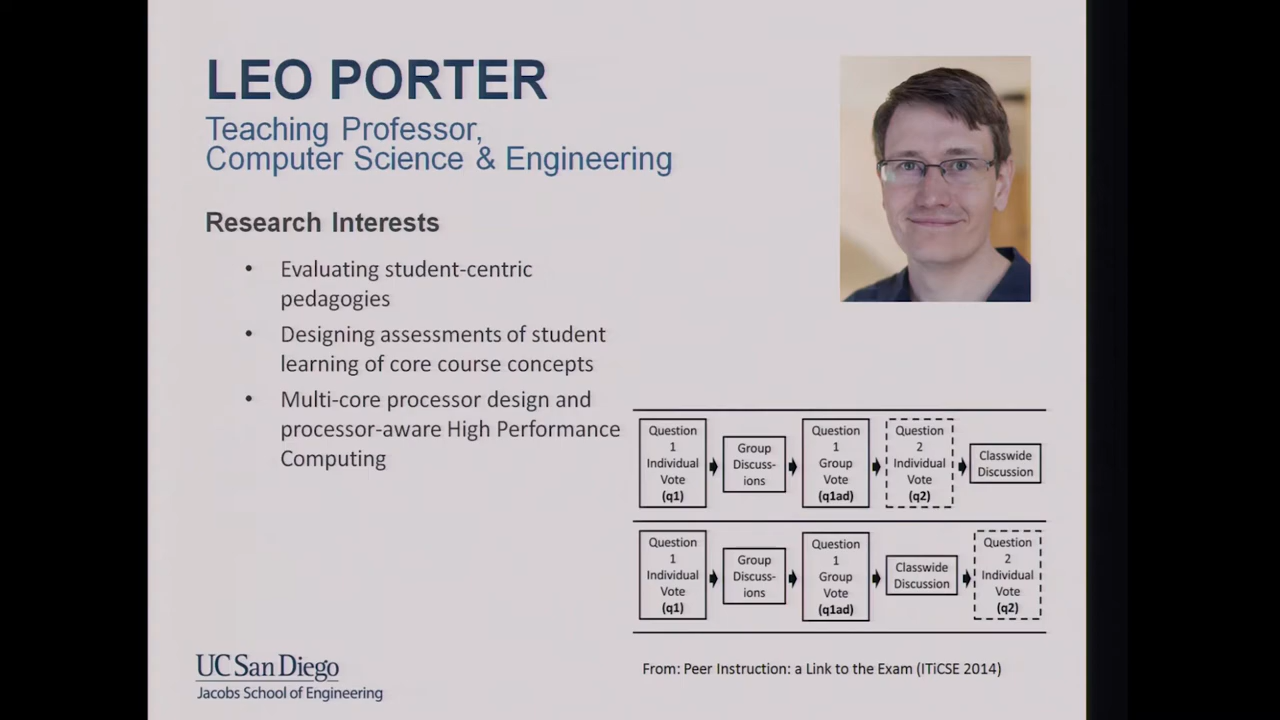 LEO PORTER
Teaching Professor,
Computer Science & Engineering
Research Interests
• Evaluating student-centric
pedagogies
• Designing assessments of student
learning of core course concepts
• Multi-core processor design and
processor-aware High Performance
Computing
Question
1
Individual
Vote
(q1)
Group
Discuss-
ions
Question
1
Group
Vote
(q1ad)
Question
2
Individual
Vote
(q2)
Classwide
Discussion
Question
1
Individual
Vote
(q1)
Group
Discuss-
ions
Question
1
Group
Vote
(q1ad)
Classwide
Discussion
Question
2
Individual
Vote
(q2)
From: Peer Instruction: a Link to the Exam (ITiCSE 2014)
UC San Diego
Jacobs School of Engineering